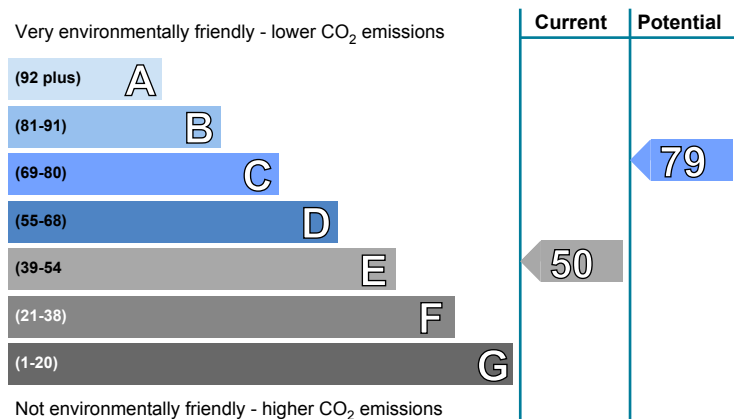 Current Potential
Very environmentally friendly - lower CO2 emissions
(92 plus) A
(81-91) B
(69-80) C
79
(55-68) D
(39-54 E
50
(21-38) F
(1-20) G
Not environmentally friendly - higher CO2 emissions